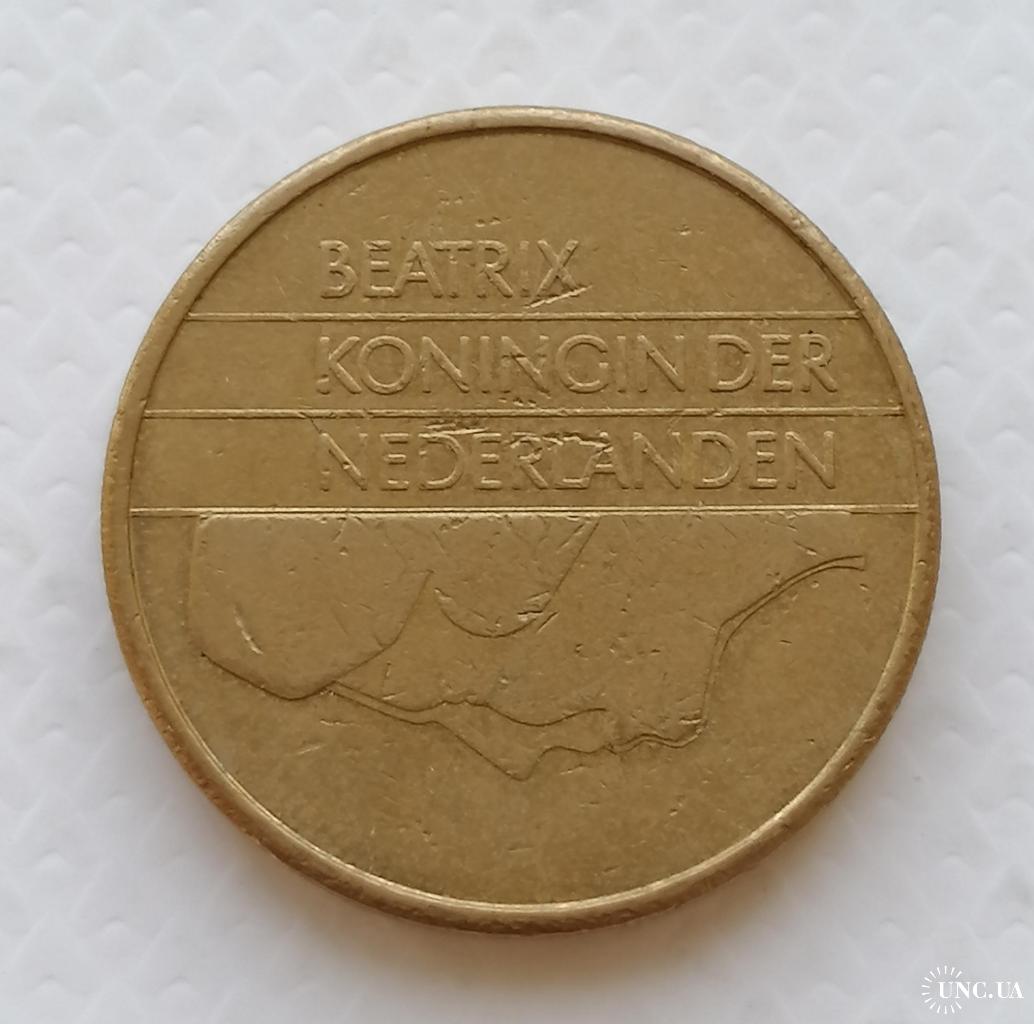 BEATRIX
KONINGIN DER
NEDERLANDEN
UNC.UA